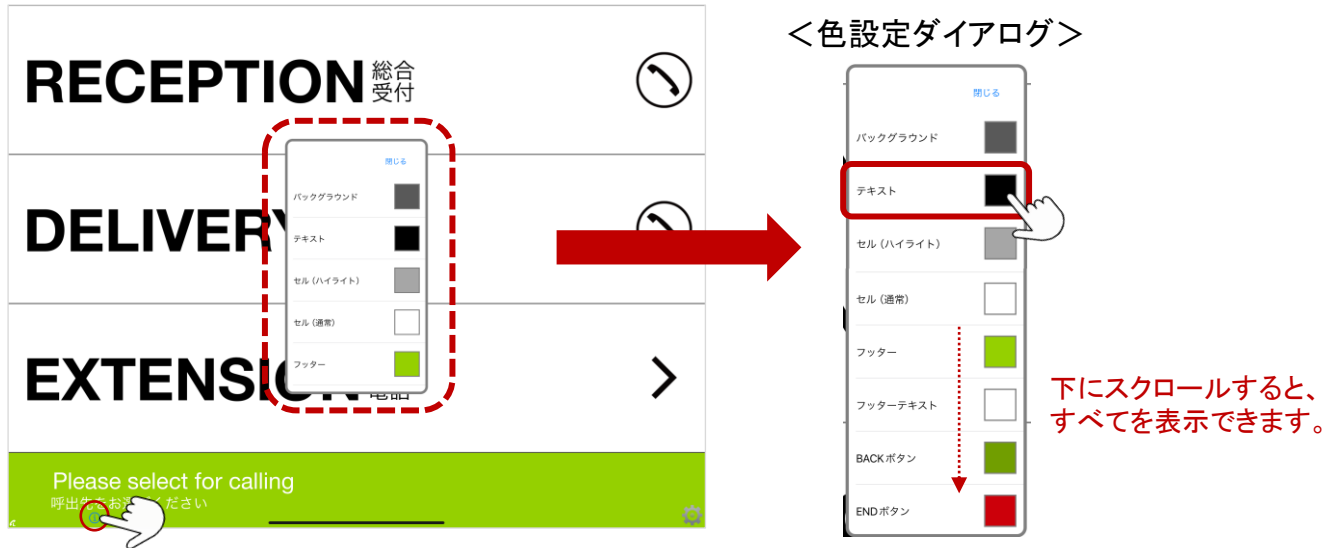 RECEPTION 総合
受付
閉じる
バックグラウンド
テキスト
セル (ハイライト)
セル (通常)
フッター
DELIVERY
EXTENSION 電話
Please select for calling
呼出先をお選びください
＜色設定ダイアログ＞
閉じる
バックグラウンド
テキスト
セル (ハイライト)
セル (通常)
フッター
フッターテキスト
BACKボタン
ENDボタン
下にスクロールすると、
すべてを表示できます。